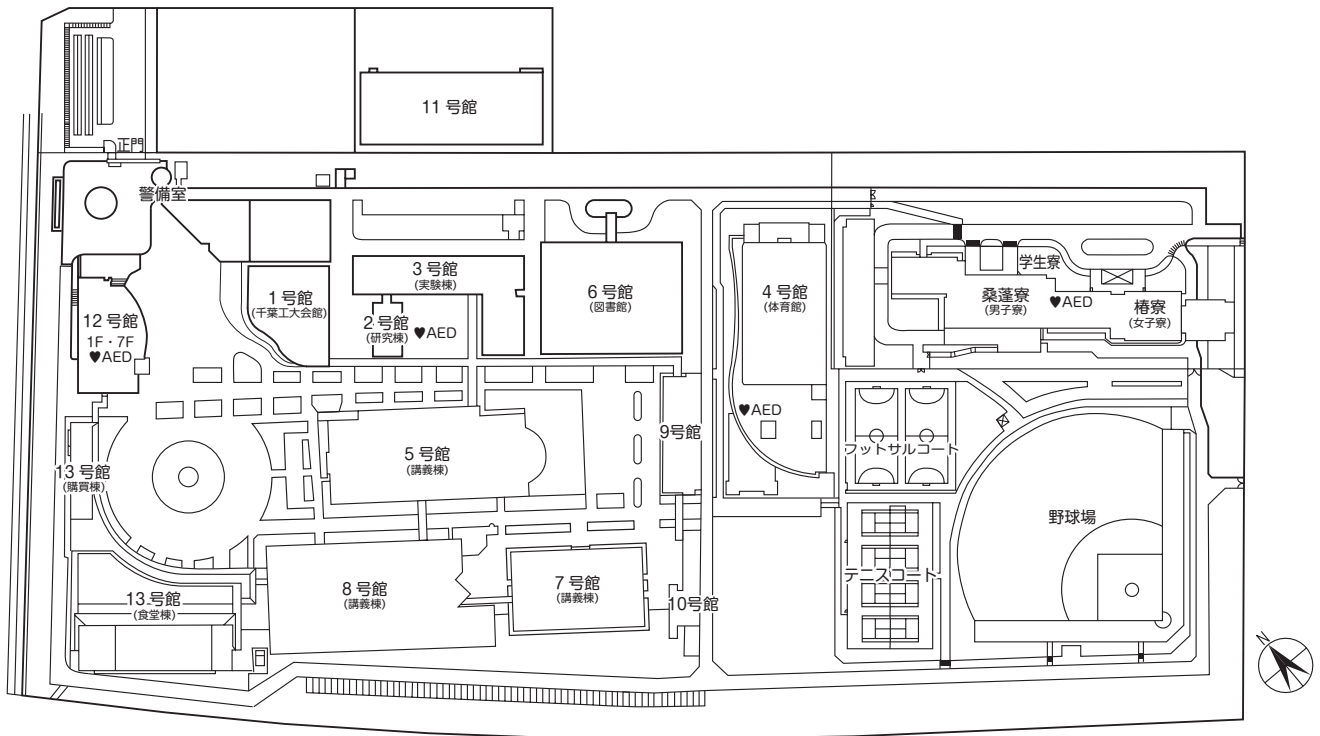 11 号館
正門
警備室
3 号館
(実験棟)
1 号館
(千葉工大会館)
2 号館
(研究棟)
♥AED
6 号館
(図書館)
4 号館
(体育館)
学生寮
桑蓬寮
(男子寮)
♥AED
椿寮
(女子寮)
12 号館
1F・7F
♥AED
♥AED
9号館
5 号館
(講義棟)
フットサルコート
13 号館
(購買棟)
野球場
テニスコート
8 号館
(講義棟)
7 号館
(講義棟)
10号館
13 号館
(食堂棟)
N